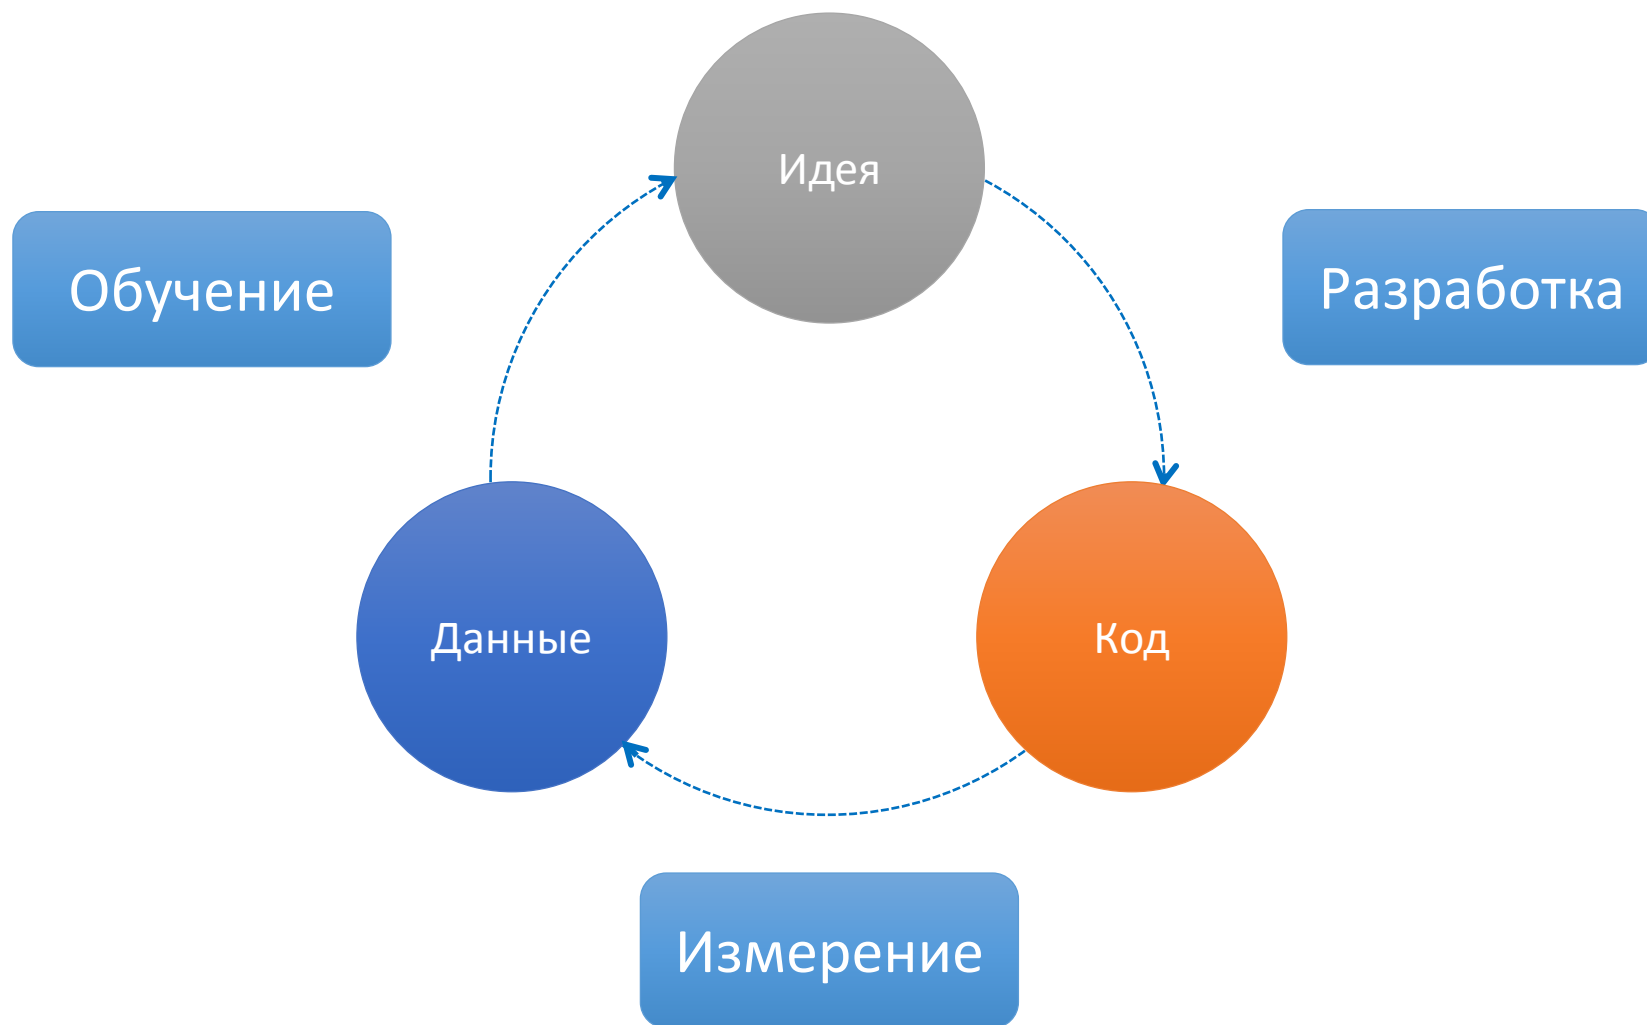 Идея
Обучение
Разработка
Данные
Код
Измерение